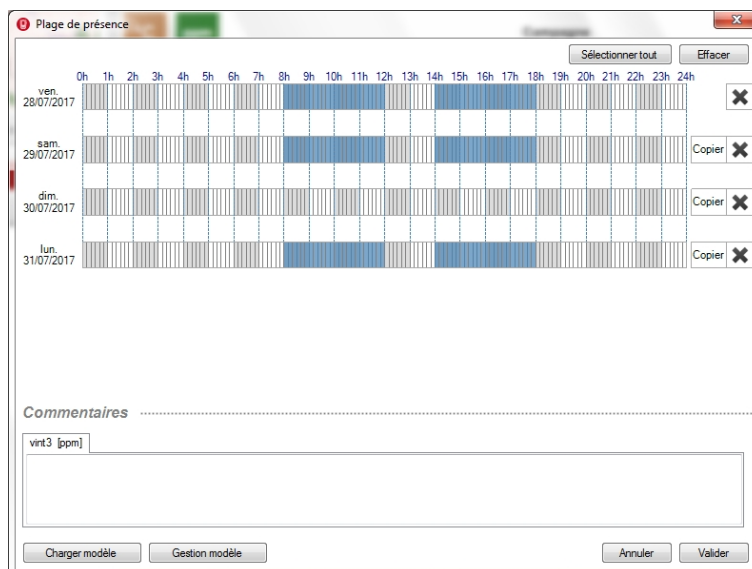 Plage de présence
Sélectionner tout Effacer
0h 1h 2h 3h 4h 5h 6h 7h 8h 9h 10h 11h 12h 13h 14h 15h 16h 17h 18h 19h 20h 21h 22h 23h 24h
ven.
28/07/2017
sam.
29/07/2017 Copier
dim.
30/07/2017 Copier
lun.
31/07/2017 Copier
Commentaires
vint3 [ppm]
Charger modèle Gestion modèle Annuler Valider